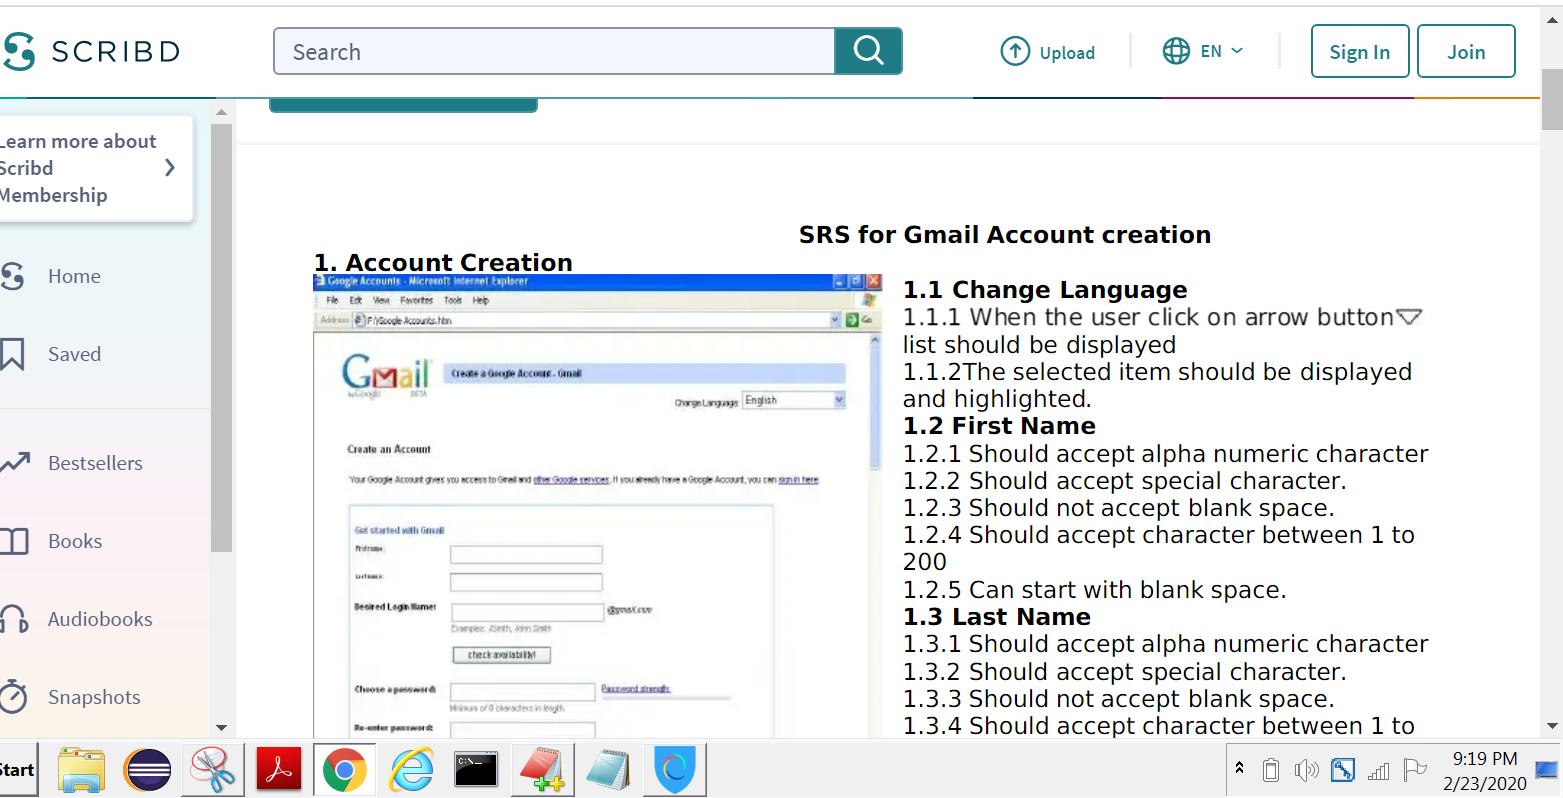 SCRIBD
Search
Upload
EN
Sign In
Join
Learn more about
Scribd
Membership
Home
Saved
Bestsellers
Books
Audiobooks
Snapshots
SRS for Gmail Account creation
1. Account Creation
Google Accounts - Microsoft Internet Explorer
File Edit View Favorites Tools Help
Address F:\Google Accounts.htm Go
Gmail
by Google BETA
Create a Google Account - Gmail
Change Language: English
Create an Account
Your Google Account gives you access to Gmail and other Google services. If you already have a Google Account, you can sign in here.
Get started with Gmail
First name:
Last name:
Desired Login Name: @gmail.com
Examples: JSmith, John.Smith
check availability!
Choose a password: Password strength:
Minimum of 8 characters in length.
Re-enter password:
1.1 Change Language
1.1.1 When the user click on arrow button
list should be displayed
1.1.2The selected item should be displayed
and highlighted.
1.2 First Name
1.2.1 Should accept alpha numeric character
1.2.2 Should accept special character.
1.2.3 Should not accept blank space.
1.2.4 Should accept character between 1 to
200
1.2.5 Can start with blank space.
1.3 Last Name
1.3.1 Should accept alpha numeric character
1.3.2 Should accept special character.
1.3.3 Should not accept blank space.
1.3.4 Should accept character between 1 to
Start
C:\_
9:19 PM
2/23/2020